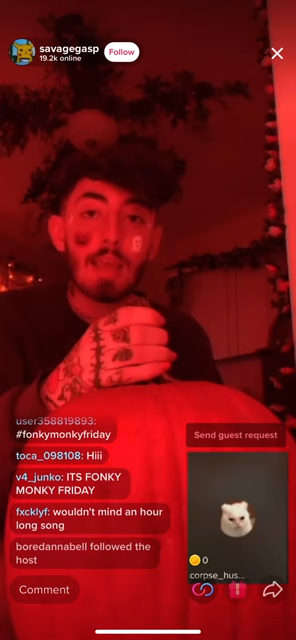 savagegasp
19.2k online
Follow
user358819893:
#fonkymonkyfriday
toca_098108: Hiii
v4_junko: ITS FONKY
MONKY FRIDAY
fxcklyf: wouldn't mind an hour
long song
boredannabell followed the
host
Send guest request
0
corpse_hus...
Comment